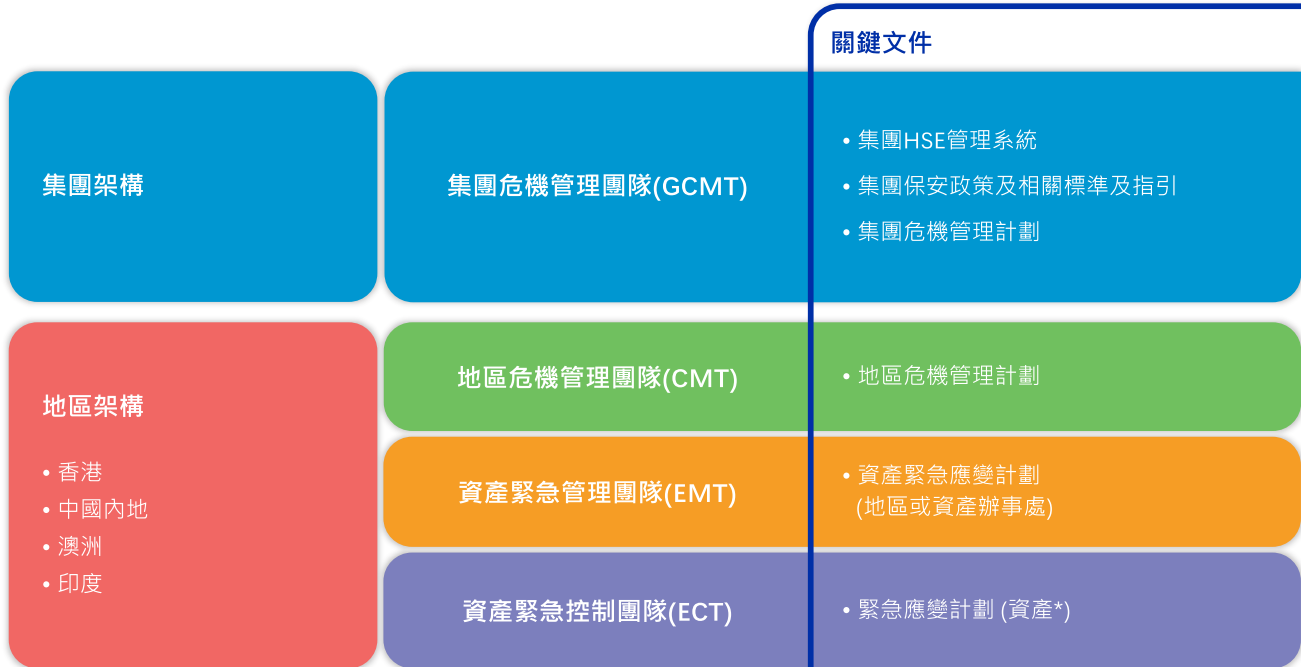 關鍵文件
集團架構
集團危機管理團隊(GCMT)
• 集團HSE管理系統
• 集團保安政策及相關標準及指引
• 集團危機管理計劃
地區架構
• 香港
• 中國內地
• 澳洲
• 印度
地區危機管理團隊(CMT)
• 地區危機管理計劃
資產緊急管理團隊(EMT)
• 資產緊急應變計劃
(地區或資產辦事處)
資產緊急控制團隊(ECT)
• 緊急應變計劃 (資產*)